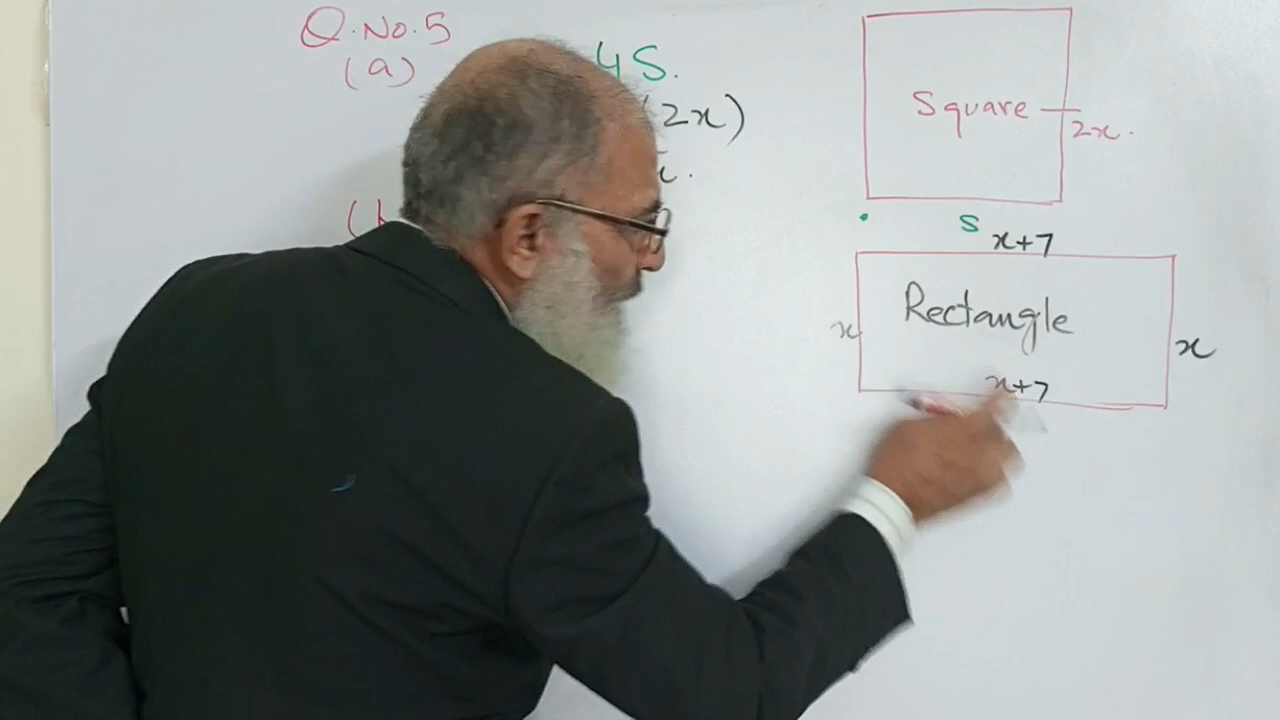 Q.No.5
(a)
4S.
(2x)
Square
2x.
S
x+7
x
Rectangle
x
x+7